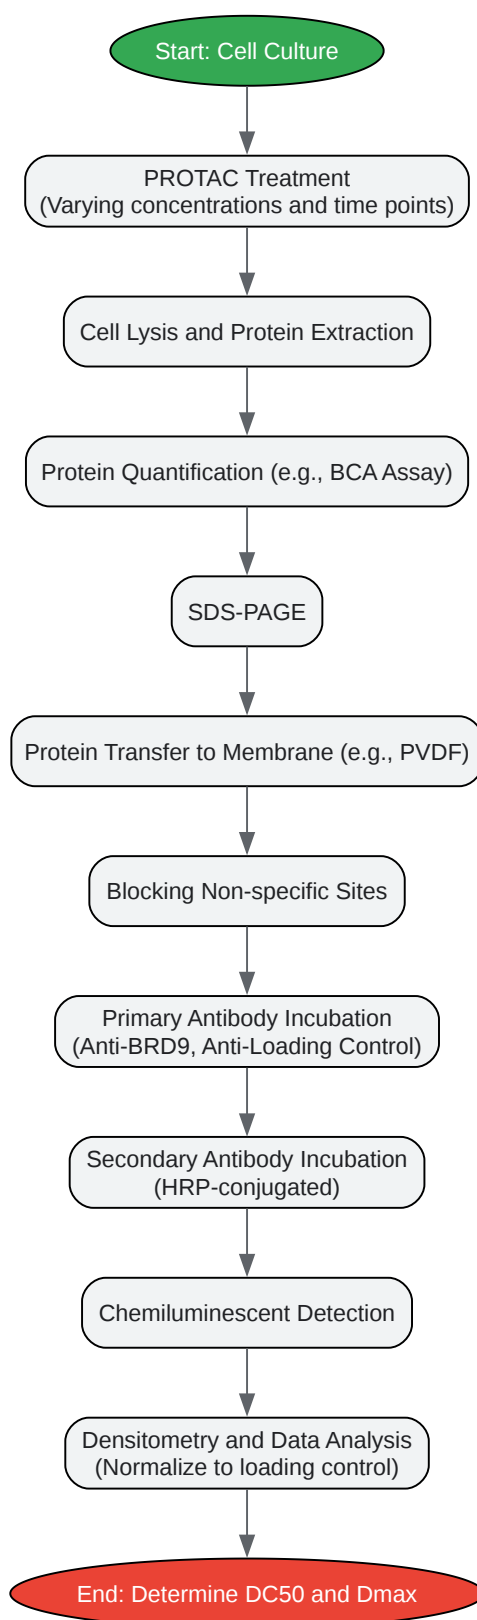 Start: Cell Culture
PROTAC Treatment
(Varying concentrations and time points)
Cell Lysis and Protein Extraction
Protein Quantification (e.g., BCA Assay)
SDS-PAGE
Protein Transfer to Membrane (e.g., PVDF)
Blocking Non-specific Sites
Primary Antibody Incubation
(Anti-BRD9, Anti-Loading Control)
Secondary Antibody Incubation
(HRP-conjugated)
Chemiluminescent Detection
Densitometry and Data Analysis
(Normalize to loading control)
End: Determine DC50 and Dmax